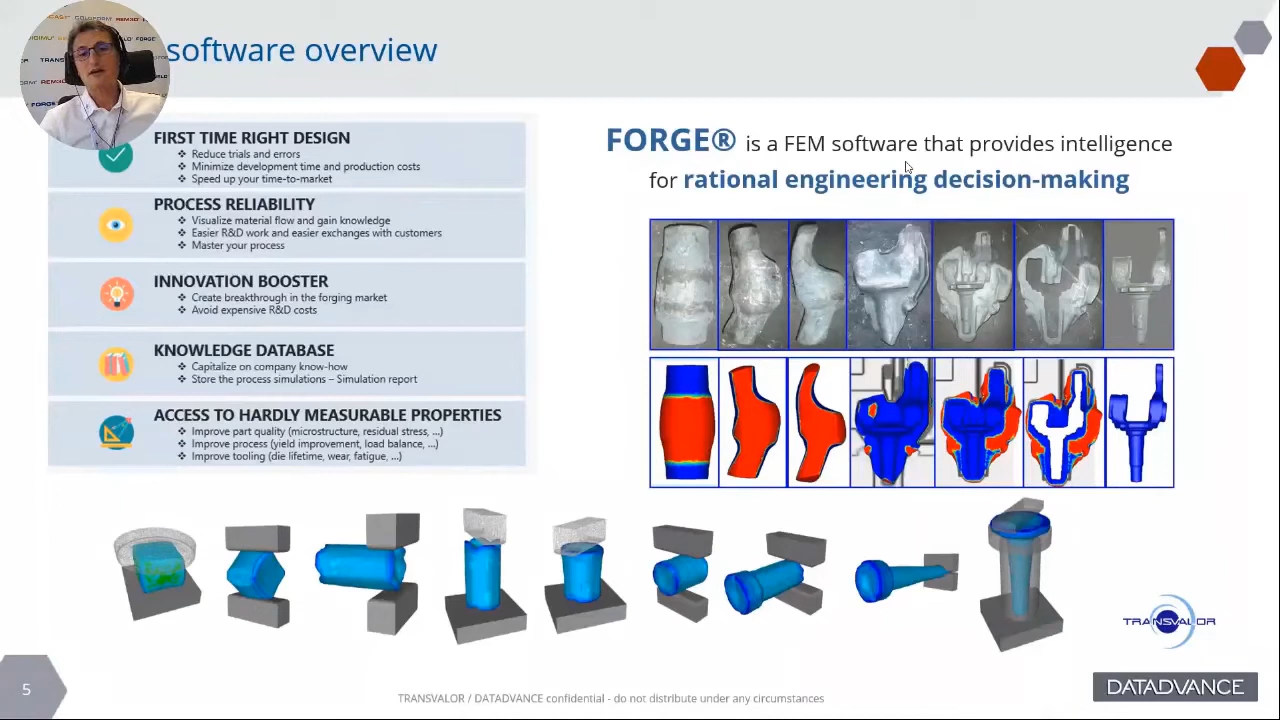 software overview
FIRST TIME RIGHT DESIGN
❖ Reduce trials and errors
❖ Minimize development time and production costs
❖ Speed up your time-to-market
PROCESS RELIABILITY
❖ Visualize material flow and gain knowledge
❖ Easier R&D work and easier exchanges with customers
❖ Master your process
INNOVATION BOOSTER
❖ Create breakthrough in the forging market
❖ Avoid expensive R&D costs
KNOWLEDGE DATABASE
❖ Capitalize on company know-how
❖ Store the process simulations – Simulation report
ACCESS TO HARDLY MEASURABLE PROPERTIES
❖ Improve part quality (microstructure, residual stress, ...)
❖ Improve process (yield improvement, load balance, ...)
❖ Improve tooling (die lifetime, wear, fatigue, ...)
FORGE® is a FEM software that provides intelligence
for rational engineering decision-making
TRANSVALOR
5
TRANSVALOR / DATADVANCE confidential - do not distribute under any circumstances
DATADVANCE